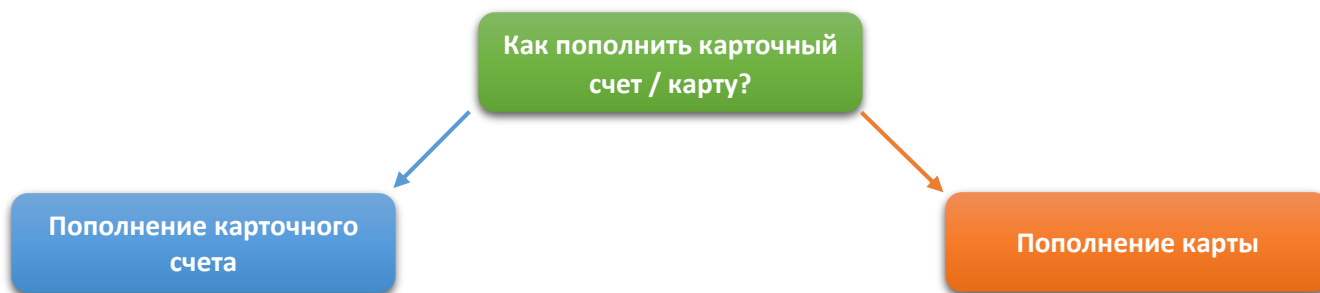 Как пополнить карточный
счет / карту?
Пополнение карточного
счета
Пополнение карты